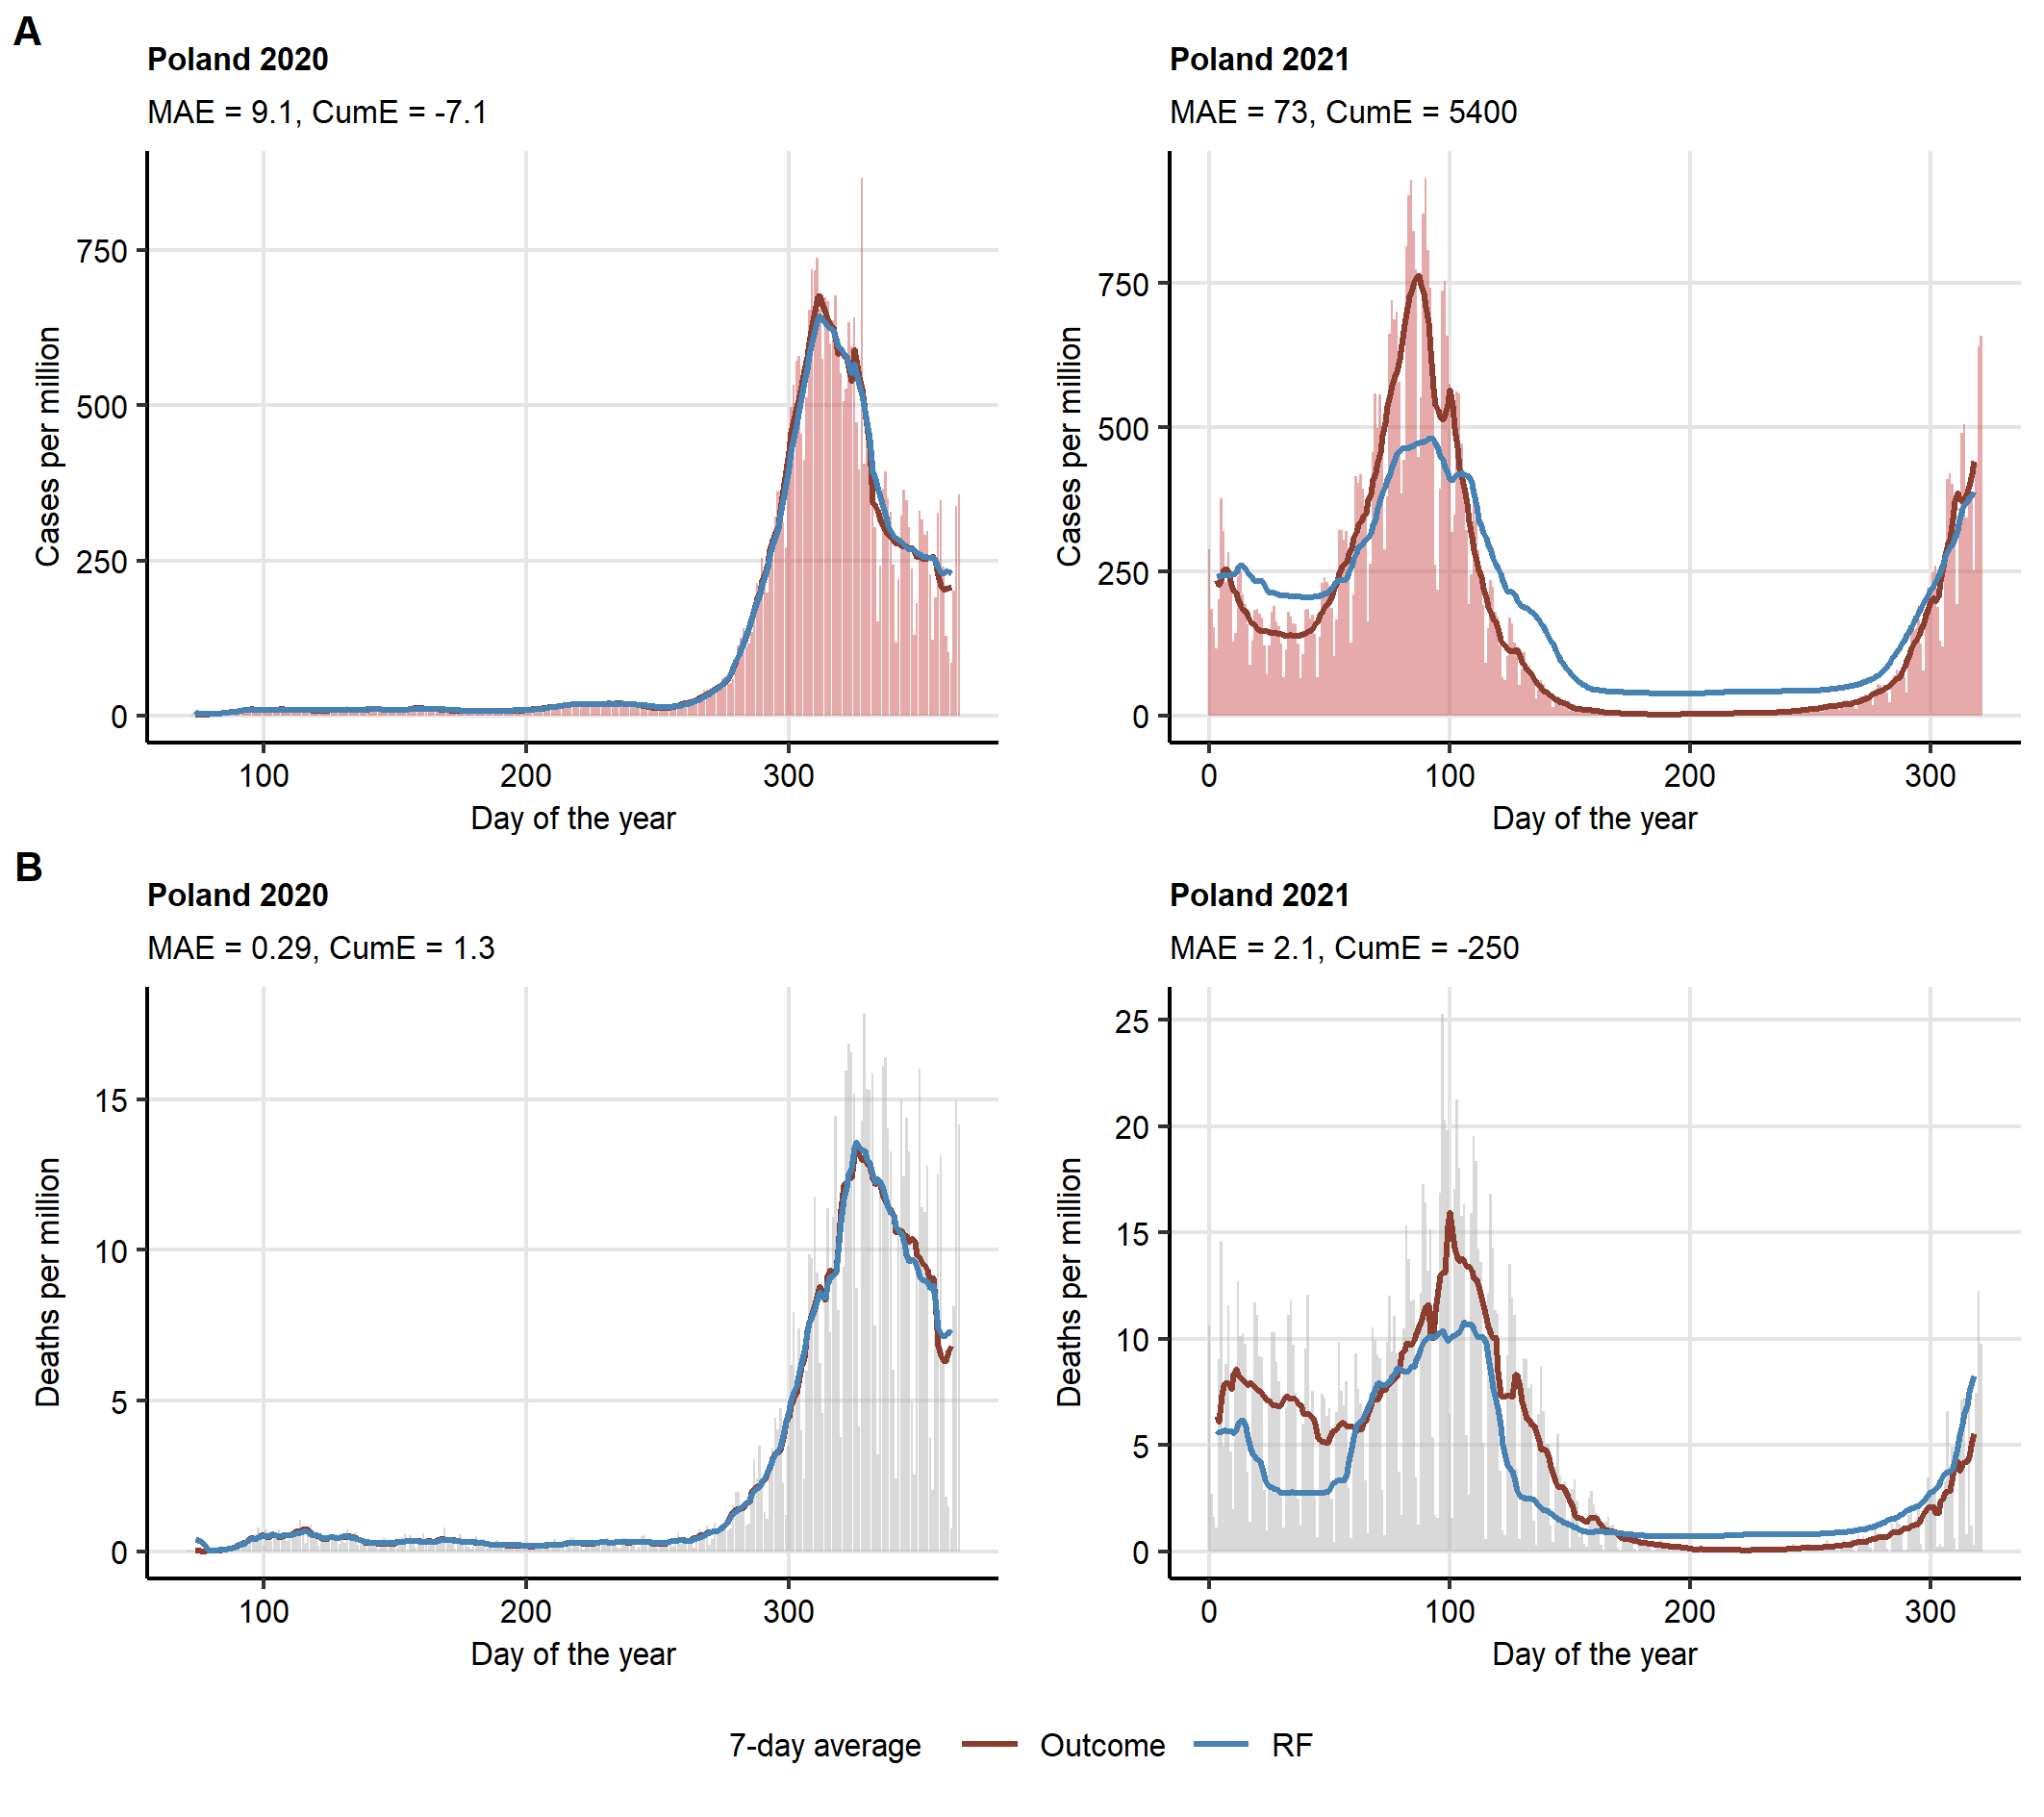 A
Poland 2020
MAE = 9.1, CumE = -7.1
Cases per million
750
500
250
0
100 200 300
Day of the year
Poland 2021
MAE = 73, CumE = 5400
Cases per million
750
500
250
0
0 100 200 300
Day of the year
B
Poland 2020
MAE = 0.29, CumE = 1.3
Deaths per million
15
10
5
0
100 200 300
Day of the year
Poland 2021
MAE = 2.1, CumE = -250
Deaths per million
25
20
15
10
5
0
0 100 200 300
Day of the year
7-day average Outcome RF